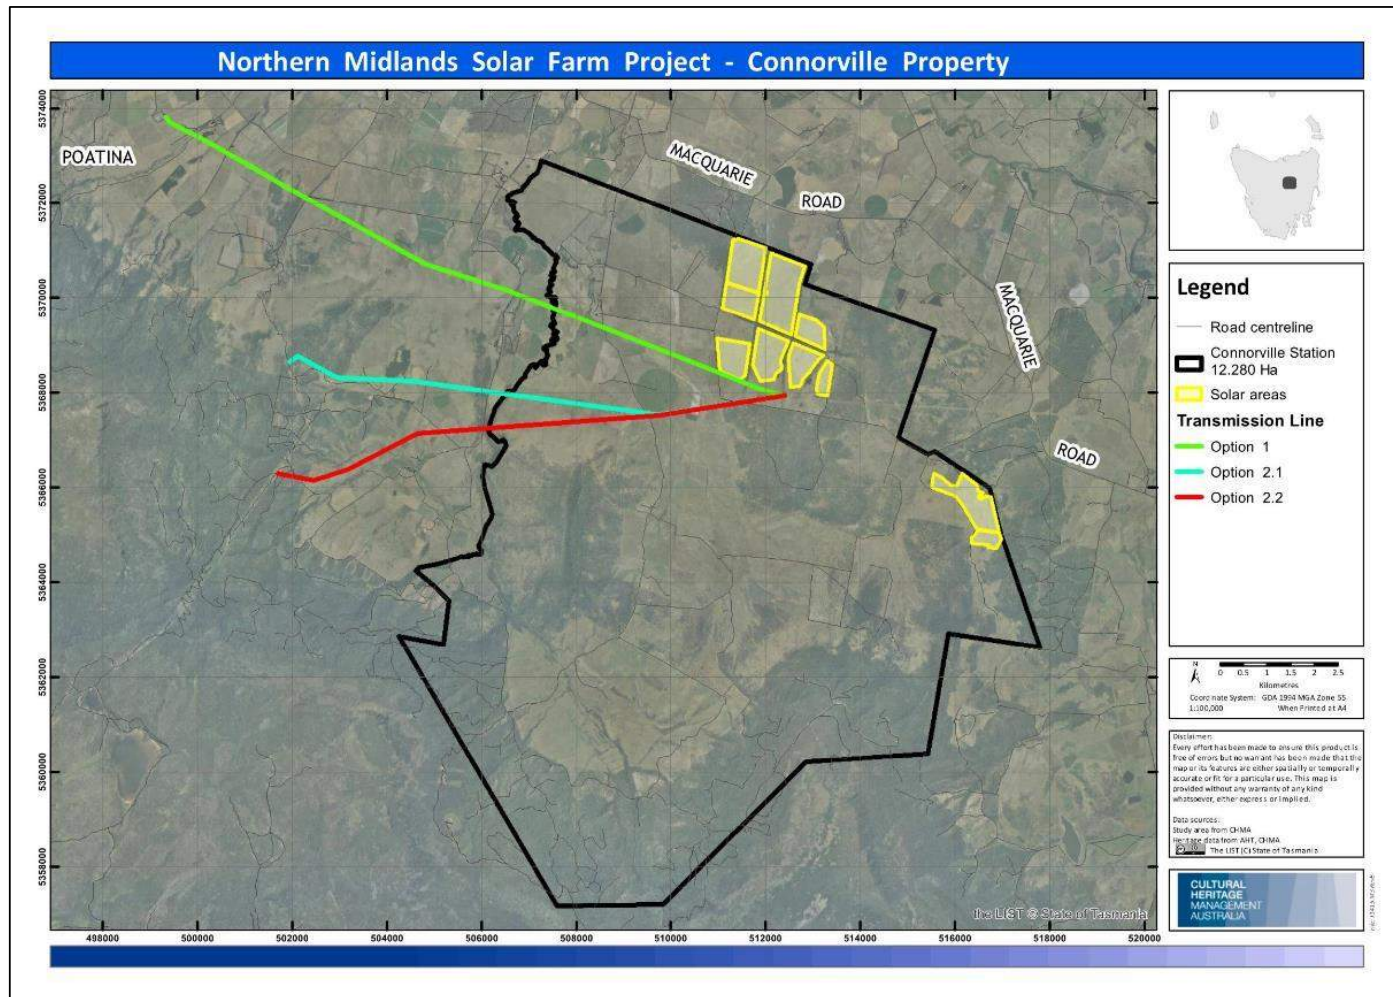 Northern Midlands Solar Farm Project - Connorville Property
5374000
5372000
5370000
5368000
5366000
5364000
5362000
5360000
5358000
POATINA
MACQUARIE
ROAD
MACQUARIE
ROAD
the LIST © State of Tasmania
498000 500000 502000 504000 506000 508000 510000 512000 514000 516000 518000 520000
Legend
Road centreline
Connorville Station
12.280 Ha
Solar areas
Transmission Line
Option 1
Option 2.1
Option 2.2
N
0 0.5 1 1.5 2 2.5
Kilometres
Coordinate System: GDA 1994 MGA Zone 55
1:100,000 When Printed at A4
Disclaimer:
Every effort has been made to ensure this product is
free of errors but no warrant has been made that the
map or its features are either spatially or temporally
accurate or fit for a particular use. This map is
provided without any warranty of any kind
whatsoever, either express or implied.
Data sources:
Study area from CHMA
Heritage data from AHT, CHMA
The LIST (C) State of Tasmania
CULTURAL
HERITAGE
MANAGEMENT
AUSTRALIA